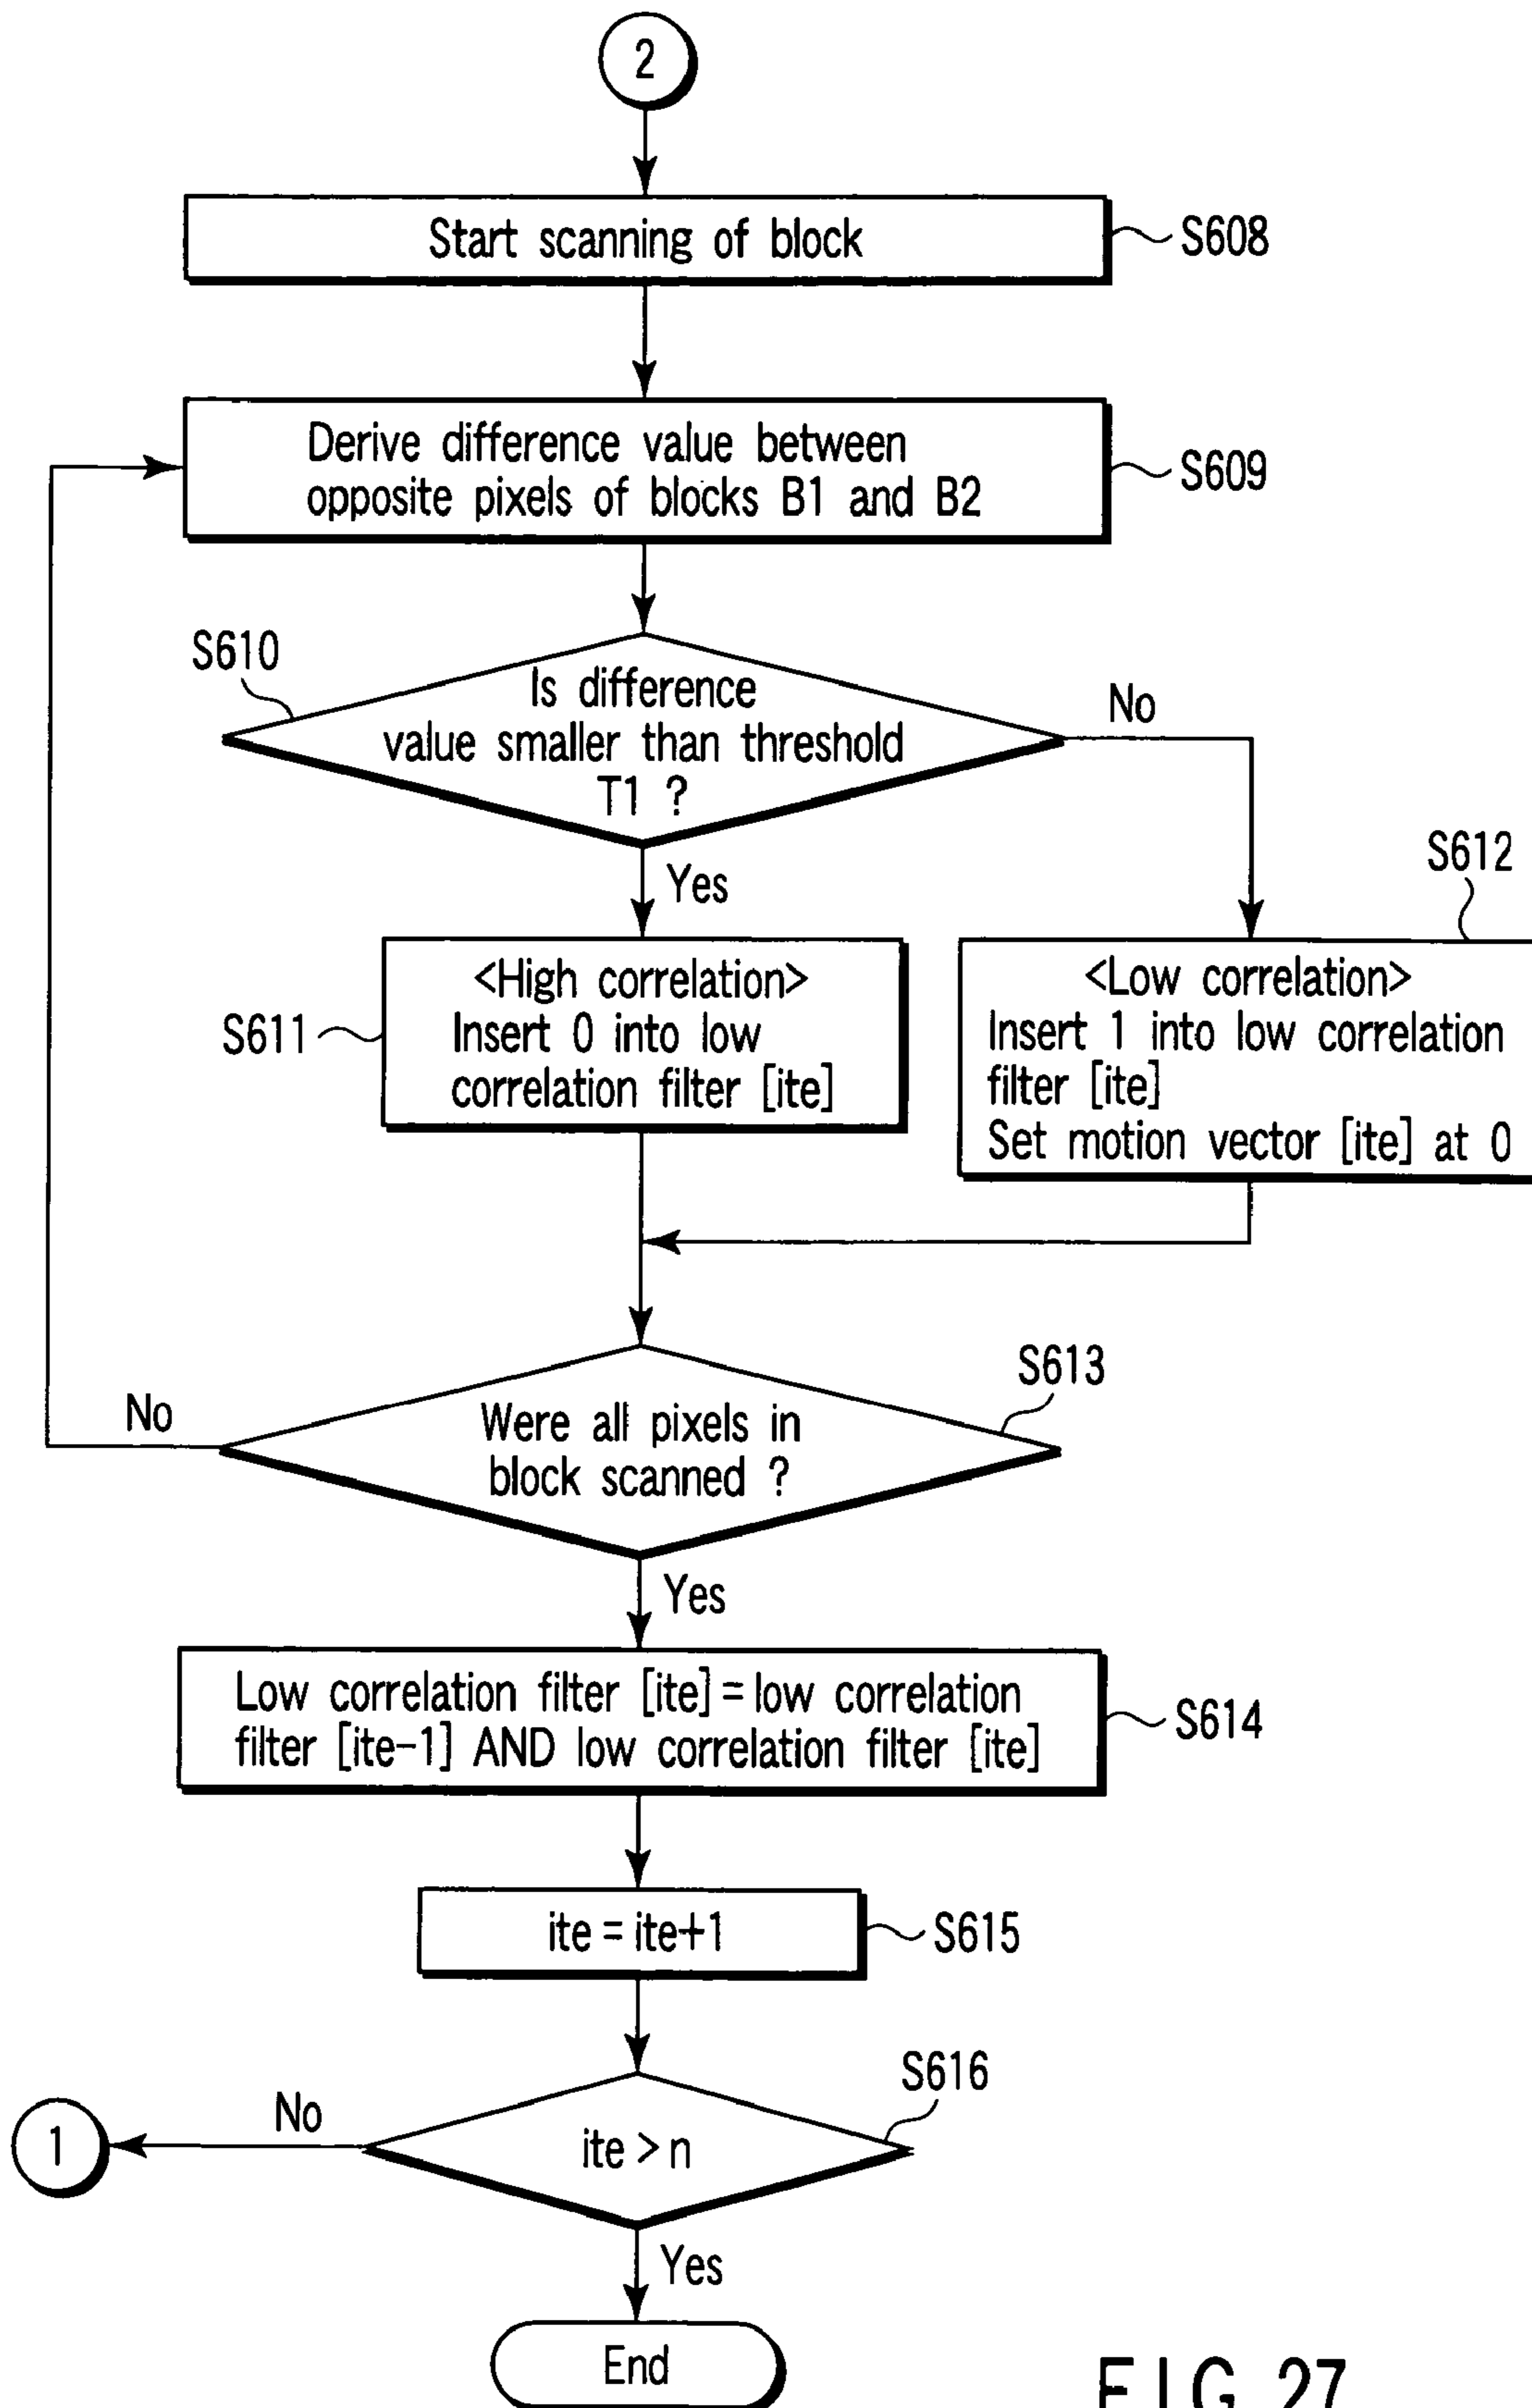 2
Start scanning of block
S608
Derive difference value between
opposite pixels of blocks B1 and B2
S609
S610
Is difference
value smaller than threshold
T1 ?
No
Yes
S612
<High correlation>
Insert 0 into low
correlation filter [ite]
S611
<Low correlation>
Insert 1 into low correlation
filter [ite]
Set motion vector [ite] at 0
S613
No
Were all pixels in
block scanned ?
Yes
Low correlation filter [ite] = low correlation
filter [ite-1] AND low correlation filter [ite]
S614
ite = ite+1
S615
S616
No
1
ite > n
Yes
End
FIG. 27